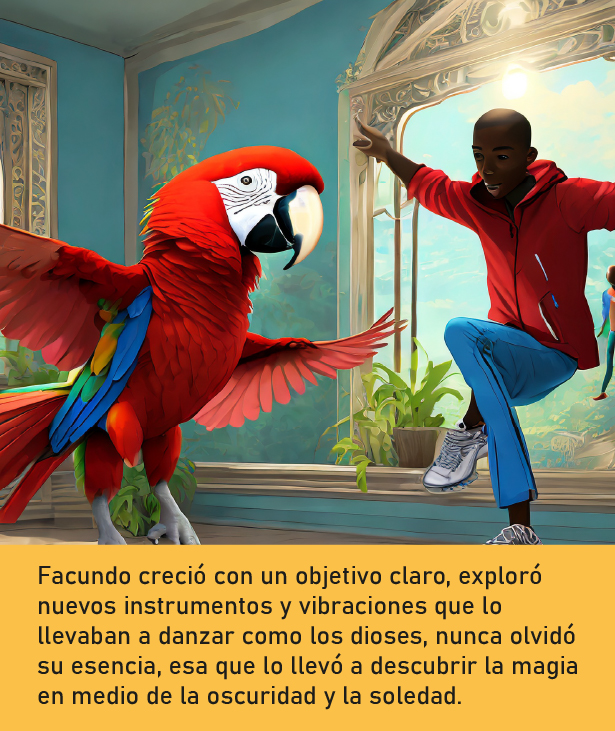 Facundo creció con un objetivo claro, exploró
nuevos instrumentos y vibraciones que lo
llevaban a danzar como los dioses, nunca olvidó
su esencia, esa que lo llevó a descubrir la magia
en medio de la oscuridad y la soledad.